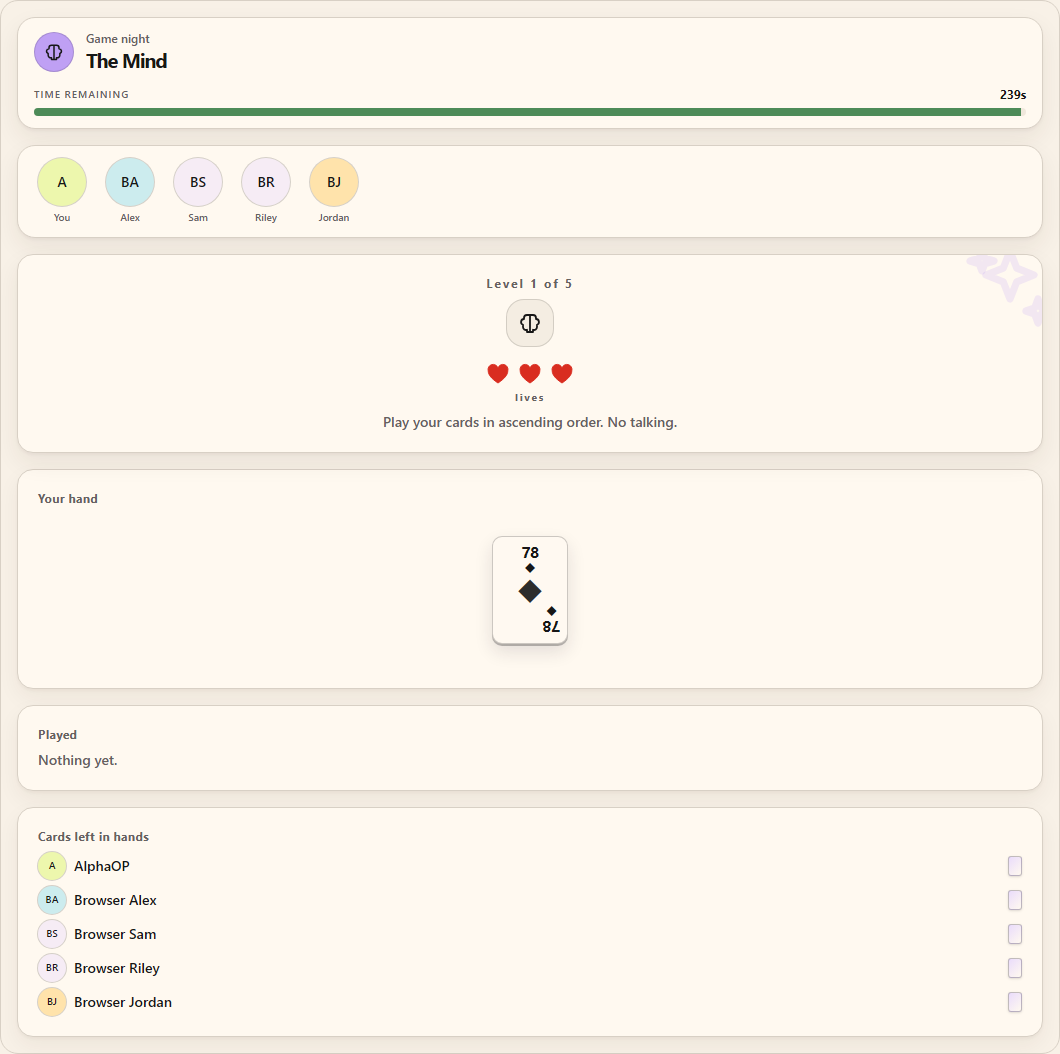 Game night
The Mind
TIME REMAINING 239s
A BA BS BR BJ
You Alex Sam Riley Jordan
Level 1 of 5
lives
Play your cards in ascending order. No talking.
Your hand
78
78
Played
Nothing yet.
Cards left in hands
A AlphaOP
BA Browser Alex
BS Browser Sam
BR Browser Riley
BJ Browser Jordan